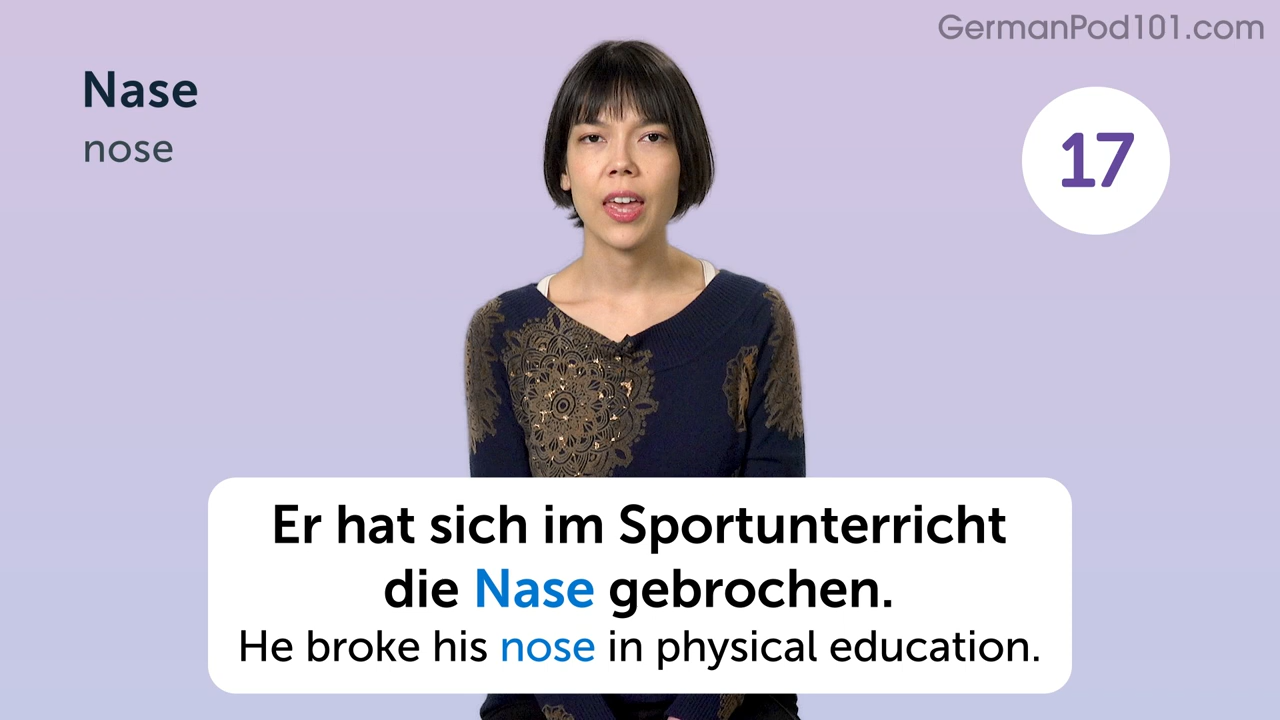 GermanPod101.com
Nase
nose
17
Er hat sich im Sportunterricht
die Nase gebrochen.
He broke his nose in physical education.